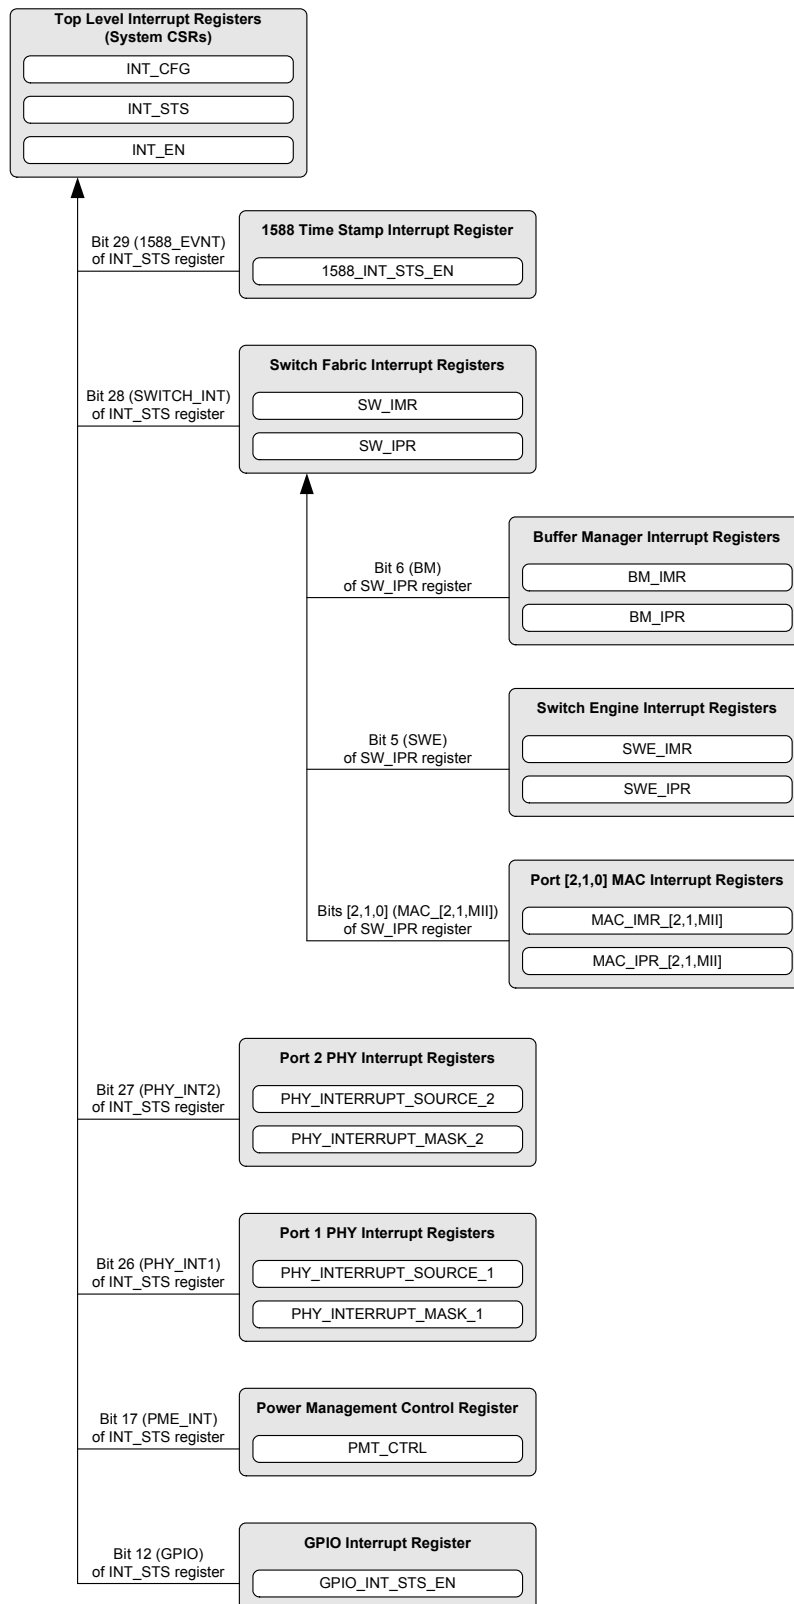 Top Level Interrupt Registers
(System CSRs)
INT_CFG
INT_STS
INT_EN
Bit 29 (1588_EVNT)
of INT_STS register
1588 Time Stamp Interrupt Register
1588_INT_STS_EN
Bit 28 (SWITCH_INT)
of INT_STS register
Switch Fabric Interrupt Registers
SW_IMR
SW_IPR
Bit 6 (BM)
of SW_IPR register
Buffer Manager Interrupt Registers
BM_IMR
BM_IPR
Bit 5 (SWE)
of SW_IPR register
Switch Engine Interrupt Registers
SWE_IMR
SWE_IPR
Bits [2,1,0] (MAC_[2,1,MII])
of SW_IPR register
Port [2,1,0] MAC Interrupt Registers
MAC_IMR_[2,1,MII]
MAC_IPR_[2,1,MII]
Bit 27 (PHY_INT2)
of INT_STS register
Port 2 PHY Interrupt Registers
PHY_INTERRUPT_SOURCE_2
PHY_INTERRUPT_MASK_2
Bit 26 (PHY_INT1)
of INT_STS register
Port 1 PHY Interrupt Registers
PHY_INTERRUPT_SOURCE_1
PHY_INTERRUPT_MASK_1
Bit 17 (PME_INT)
of INT_STS register
Power Management Control Register
PMT_CTRL
Bit 12 (GPIO)
of INT_STS register
GPIO Interrupt Register
GPIO_INT_STS_EN